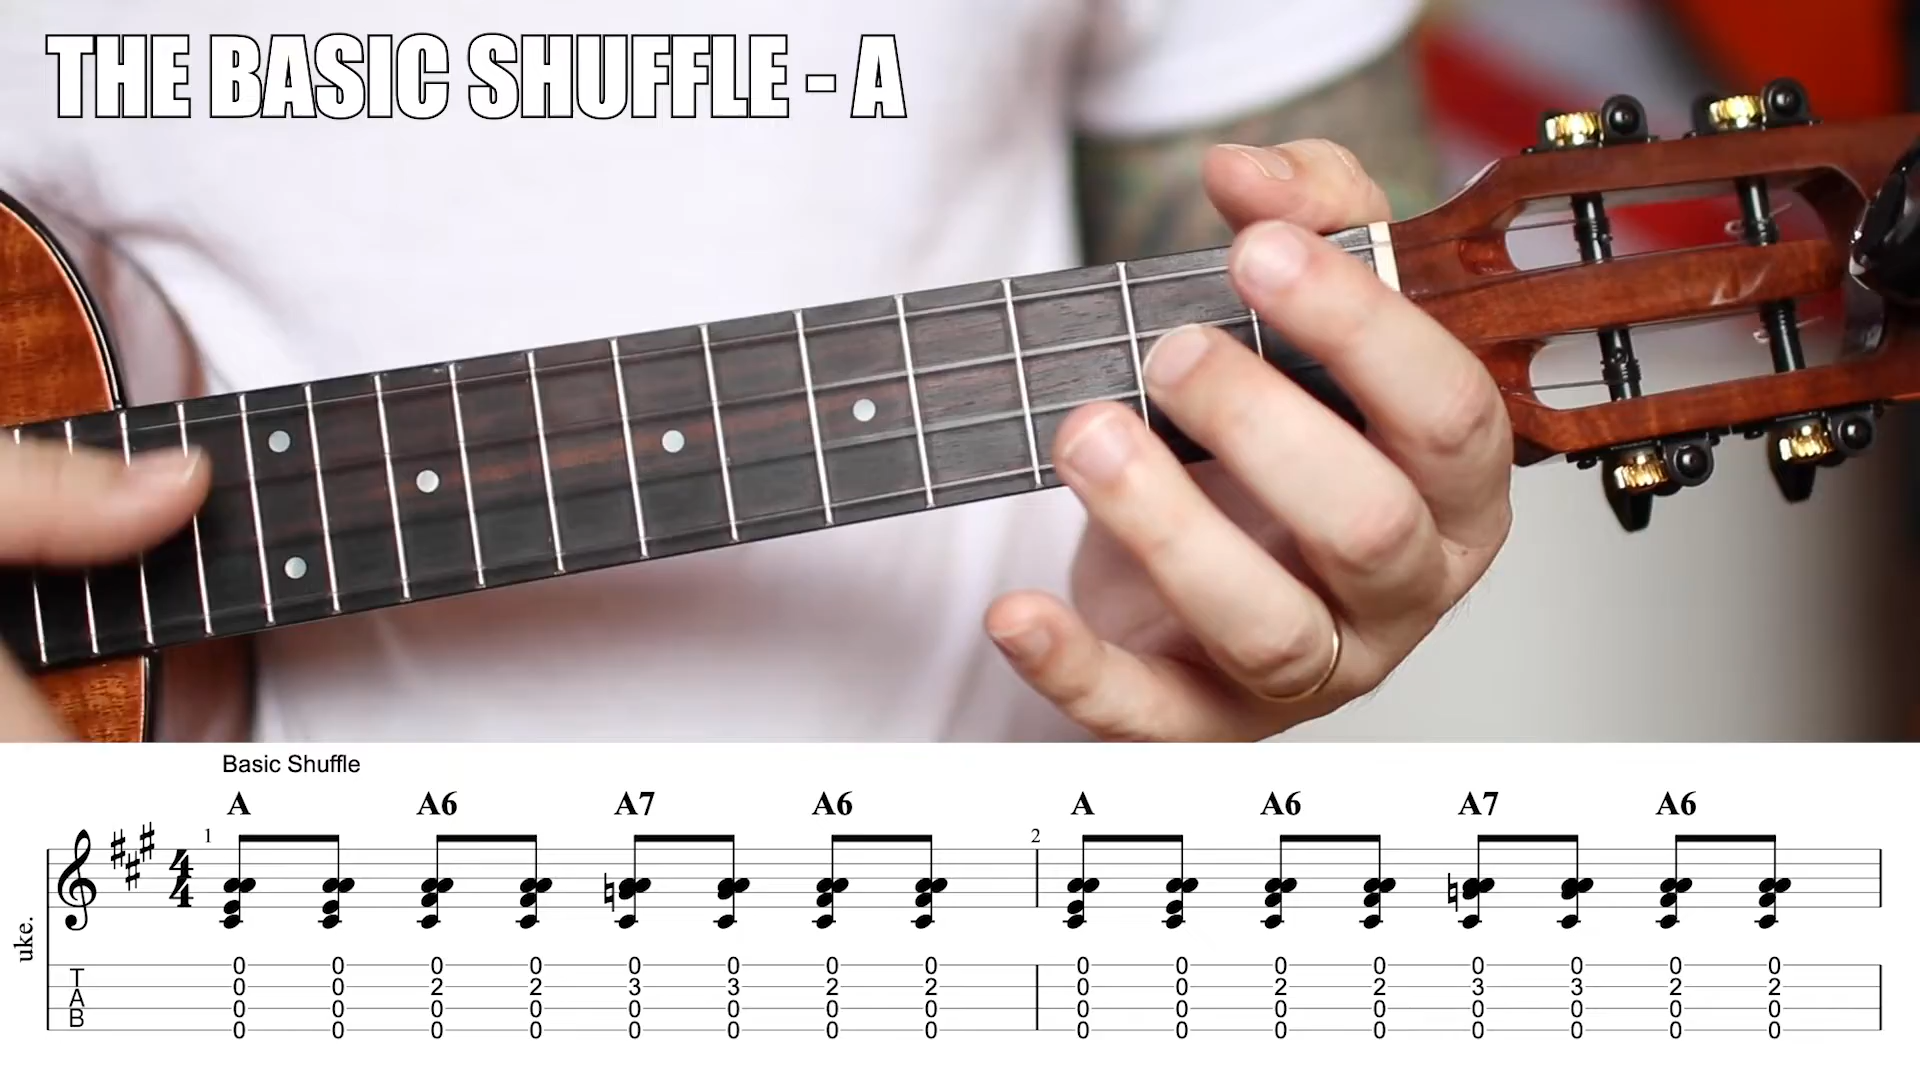 THE BASIC SHUFFLE - A
Basic Shuffle
A A6 A7 A6 A A6 A7 A6
1 2
4
4
uke.
T
A
B
0 0 0 0 0 0 0 0 0 0 0 0 0 0 0 0
0 0 2 2 3 3 2 2 0 0 2 2 3 3 2 2
0 0 0 0 0 0 0 0 0 0 0 0 0 0 0 0
0 0 0 0 0 0 0 0 0 0 0 0 0 0 0 0